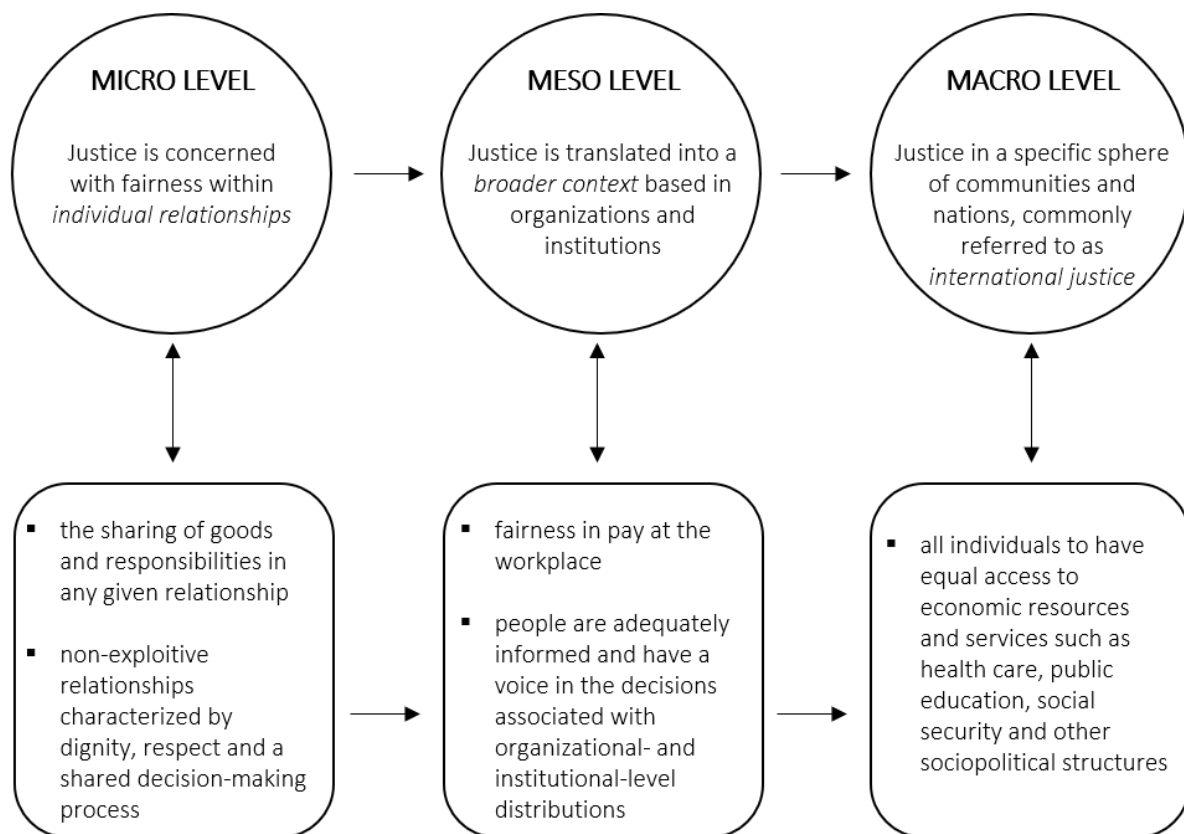 MICRO LEVEL
Justice is concerned
with fairness within
individual relationships
MESO LEVEL
Justice is translated into a
broader context based in
organizations and
institutions
MACRO LEVEL
Justice in a specific sphere
of communities and
nations, commonly
referred to as
international justice
▪ the sharing of goods
and responsibilities in
any given relationship
▪ non-exploitive
relationships
characterized by
dignity, respect and a
shared decision-making
process
▪ fairness in pay at the
workplace
▪ people are adequately
informed and have a
voice in the decisions
associated with
organizational- and
institutional-level
distributions
▪ all individuals to have
equal access to
economic resources
and services such as
health care, public
education, social
security and other
sociopolitical structures